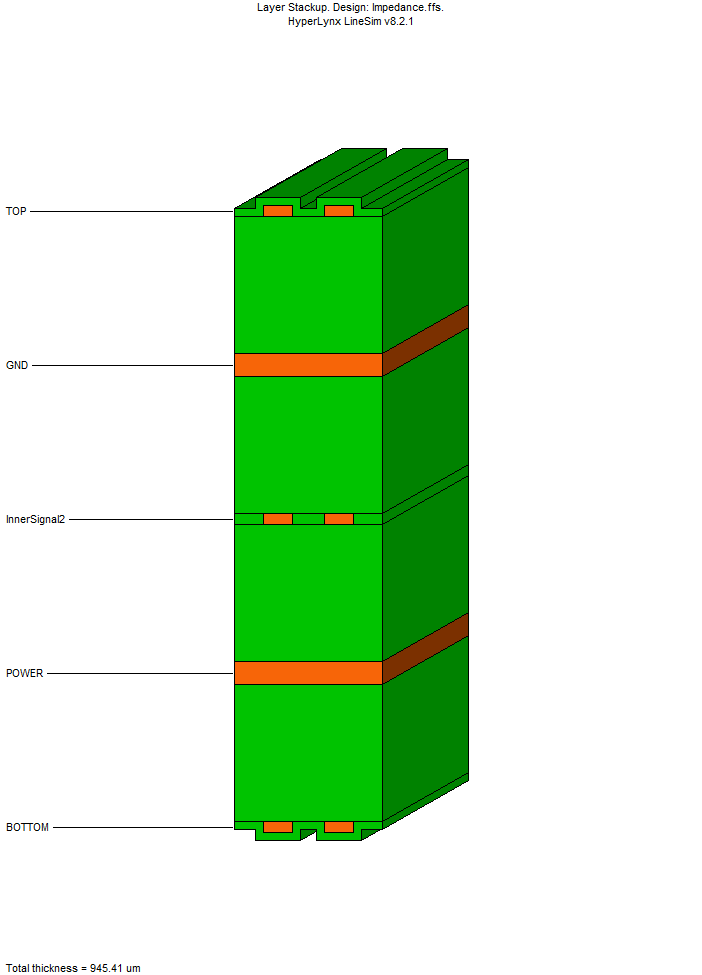 Layer Stackup. Design: Impedance.ffs.
HyperLynx LineSim v8.2.1
TOP
GND
InnerSignal2
POWER
BOTTOM
Total thickness = 945.41 um